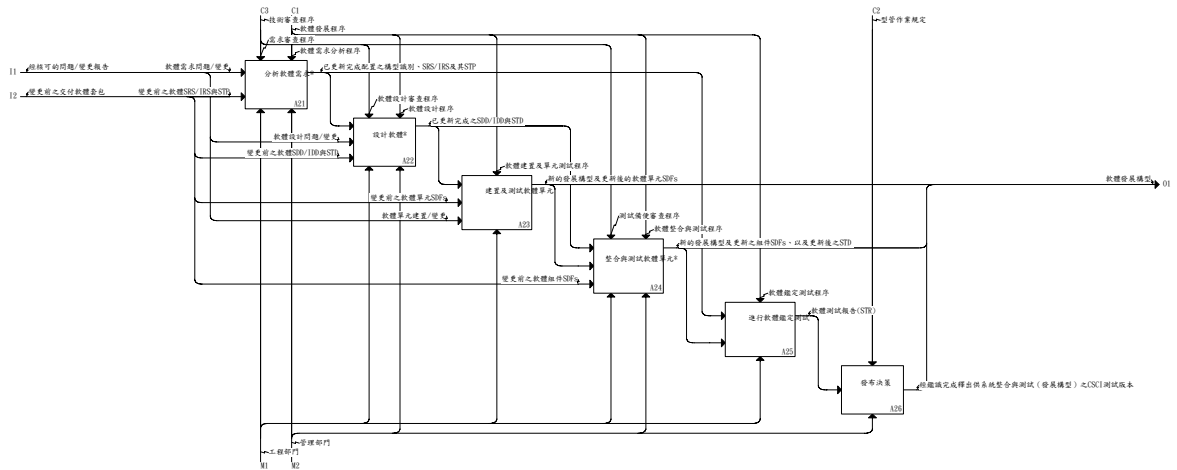 C3
C1
C2
技術審查程序
型管作業規定
軟體發展程序
需求審查程序
軟體需求分析程序
I1
經核可的問題/變更報告
軟體需求問題/變更
分析軟體需求*
A21
已更新完成配置之構型識別、SRS/IRS及其STP
I2
變更前之交付軟體套包
變更前之軟體SRS/IRS與STP
軟體設計審查程序
軟體設計程序
已更新完成之SDD/IDD與STD
軟體設計問題/變更
設計軟體*
A22
變更前之軟體SDD/IDD與STD
軟體建置及單元測試程序
新的發展構型及更新後的軟體單元SDFs
軟體發展構型
O1
建置及測試軟體單元
A23
變更前之軟體單元SDFs
軟體單元建置/變更
測試備便審查程序
軟體整合與測試程序
新的發展構型及更新之組件SDFs、以及更新後之STD
整合與測試軟體單元*
A24
變更前之軟體組件SDFs
軟體鑑定測試程序
軟體測試報告(STR)
進行軟體鑑定測試
A25
發布決策
A26
經鑑識完成釋出供系統整合與測試(發展構型)之CSCI測試版本
管理部門
工程部門
M1
M2